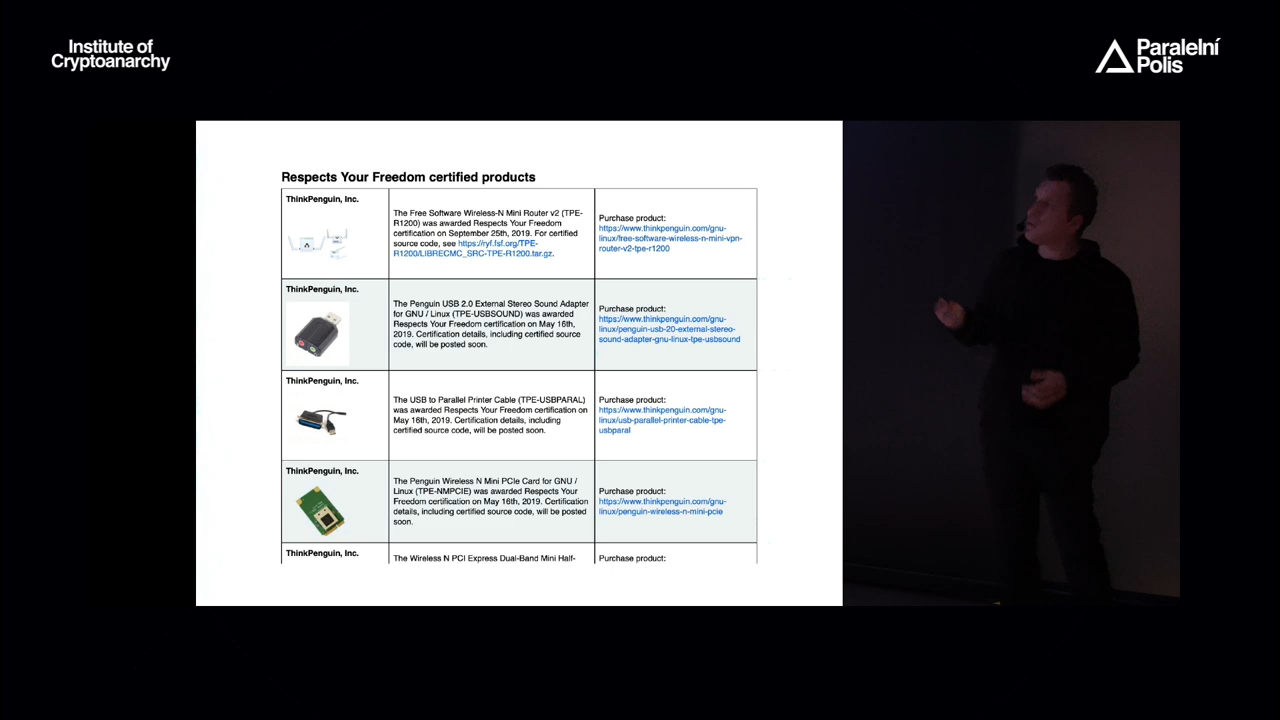 Institute of
Cryptoanarchy
Paralelní
Polis
Respects Your Freedom certified products
ThinkPenguin, Inc.
The Free Software Wireless-N Mini Router v2 (TPE-
R1200) was awarded Respects Your Freedom
certification on September 25th, 2019. For certified
source code, see https://ryf.fsf.org/TPE-
R1200/LIBRECMC_SRC-TPE-R1200.tar.gz.
Purchase product:
https://www.thinkpenguin.com/gnu-
linux/free-software-wireless-n-mini-vpn-
router-v2-tpe-r1200
ThinkPenguin, Inc.
The Penguin USB 2.0 External Stereo Sound Adapter
for GNU / Linux (TPE-USBSOUND) was awarded
Respects Your Freedom certification on May 16th,
2019. Certification details, including certified source
code, will be posted soon.
Purchase product:
https://www.thinkpenguin.com/gnu-
linux/penguin-usb-20-external-stereo-
sound-adapter-gnu-linux-tpe-usbsound
ThinkPenguin, Inc.
The USB to Parallel Printer Cable (TPE-USBPARAL)
was awarded Respects Your Freedom certification on
May 16th, 2019. Certification details, including
certified source code, will be posted soon.
Purchase product:
https://www.thinkpenguin.com/gnu-
linux/usb-parallel-printer-cable-tpe-
usbparal
ThinkPenguin, Inc.
The Penguin Wireless N Mini PCIe Card for GNU /
Linux (TPE-NMPCIE) was awarded Respects Your
Freedom certification on May 16th, 2019. Certification
details, including certified source code, will be posted
soon.
Purchase product:
https://www.thinkpenguin.com/gnu-
linux/penguin-wireless-n-mini-pcie
ThinkPenguin, Inc.
The Wireless N PCI Express Dual-Band Mini Half-
Purchase product: